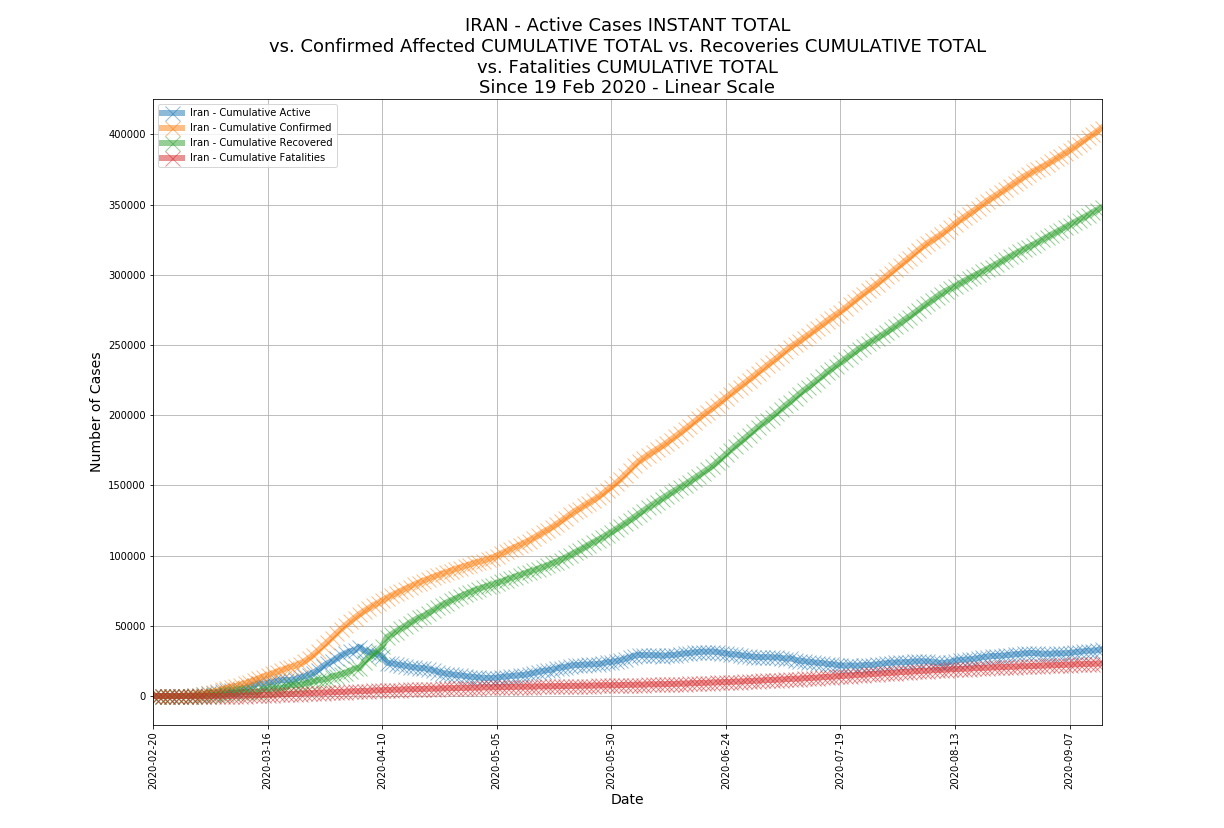 IRAN - Active Cases INSTANT TOTAL
vs. Confirmed Affected CUMULATIVE TOTAL vs. Recoveries CUMULATIVE TOTAL
vs. Fatalities CUMULATIVE TOTAL
Since 19 Feb 2020 - Linear Scale
Iran - Cumulative Active
Iran - Cumulative Confirmed
Iran - Cumulative Recovered
Iran - Cumulative Fatalities
Number of Cases
400000
350000
300000
250000
200000
150000
100000
50000
0
2020-02-20
2020-03-16
2020-04-10
2020-05-05
2020-05-30
2020-06-24
2020-07-19
2020-08-13
2020-09-07
Date